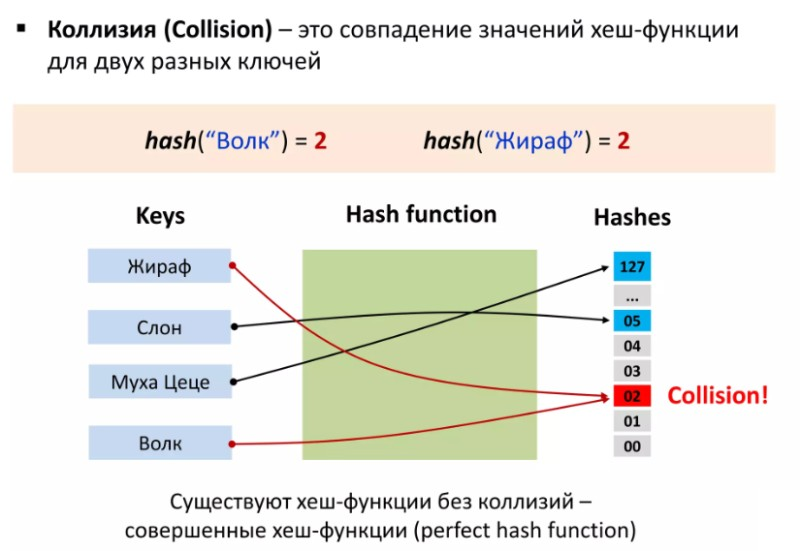 ▪ Коллизия (Collision) – это совпадение значений хеш-функции
для двух разных ключей
hash(“Волк”) = 2 hash(“Жираф”) = 2
Keys Hash function Hashes
Жираф 127
...
Слон 05
04
03
Муха Цеце
02 Collision!
01
Волк 00
Существуют хеш-функции без коллизий –
совершенные хеш-функции (perfect hash function)